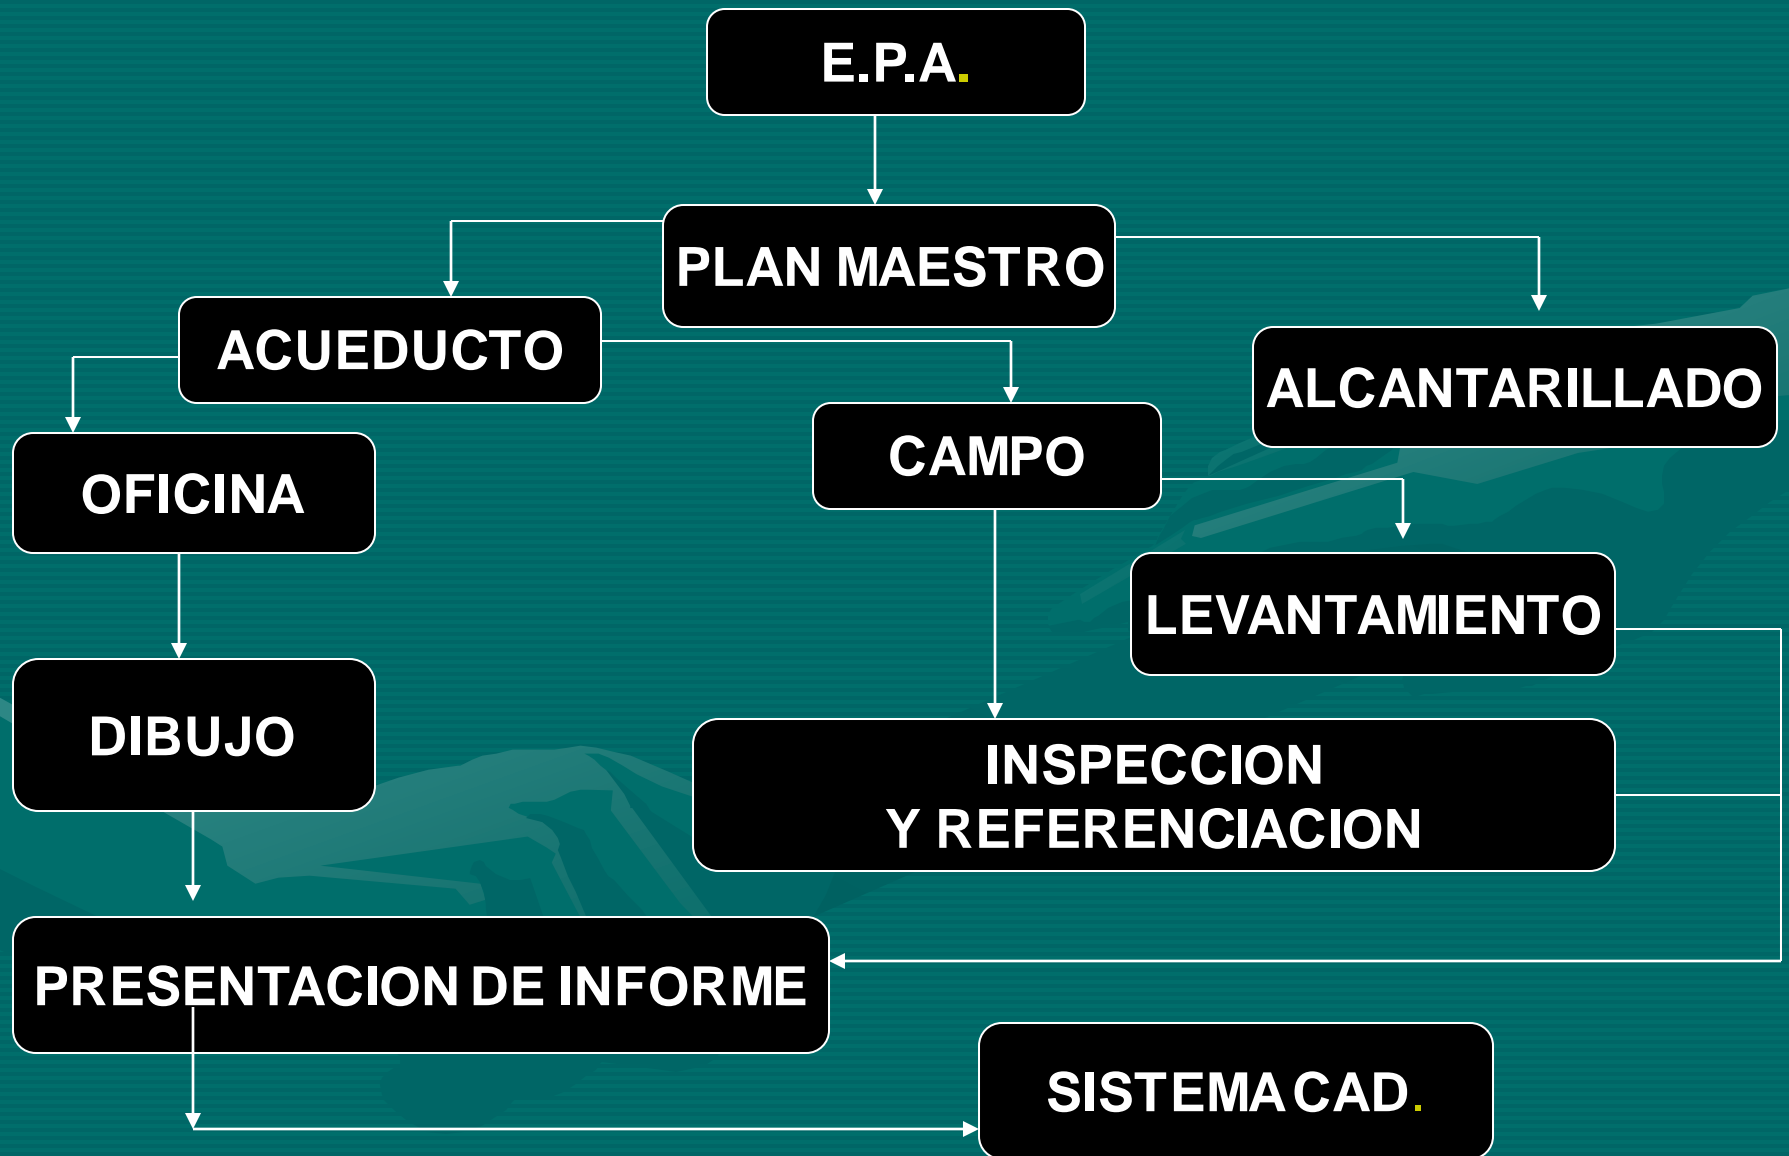 E.P.A.
PLAN MAESTRO
ACUEDUCTO
ALCANTARILLADO
OFICINA
CAMPO
LEVANTAMIENTO
DIBUJO
INSPECCION
Y REFERENCIACION
PRESENTACION DE INFORME
SISTEMA CAD.